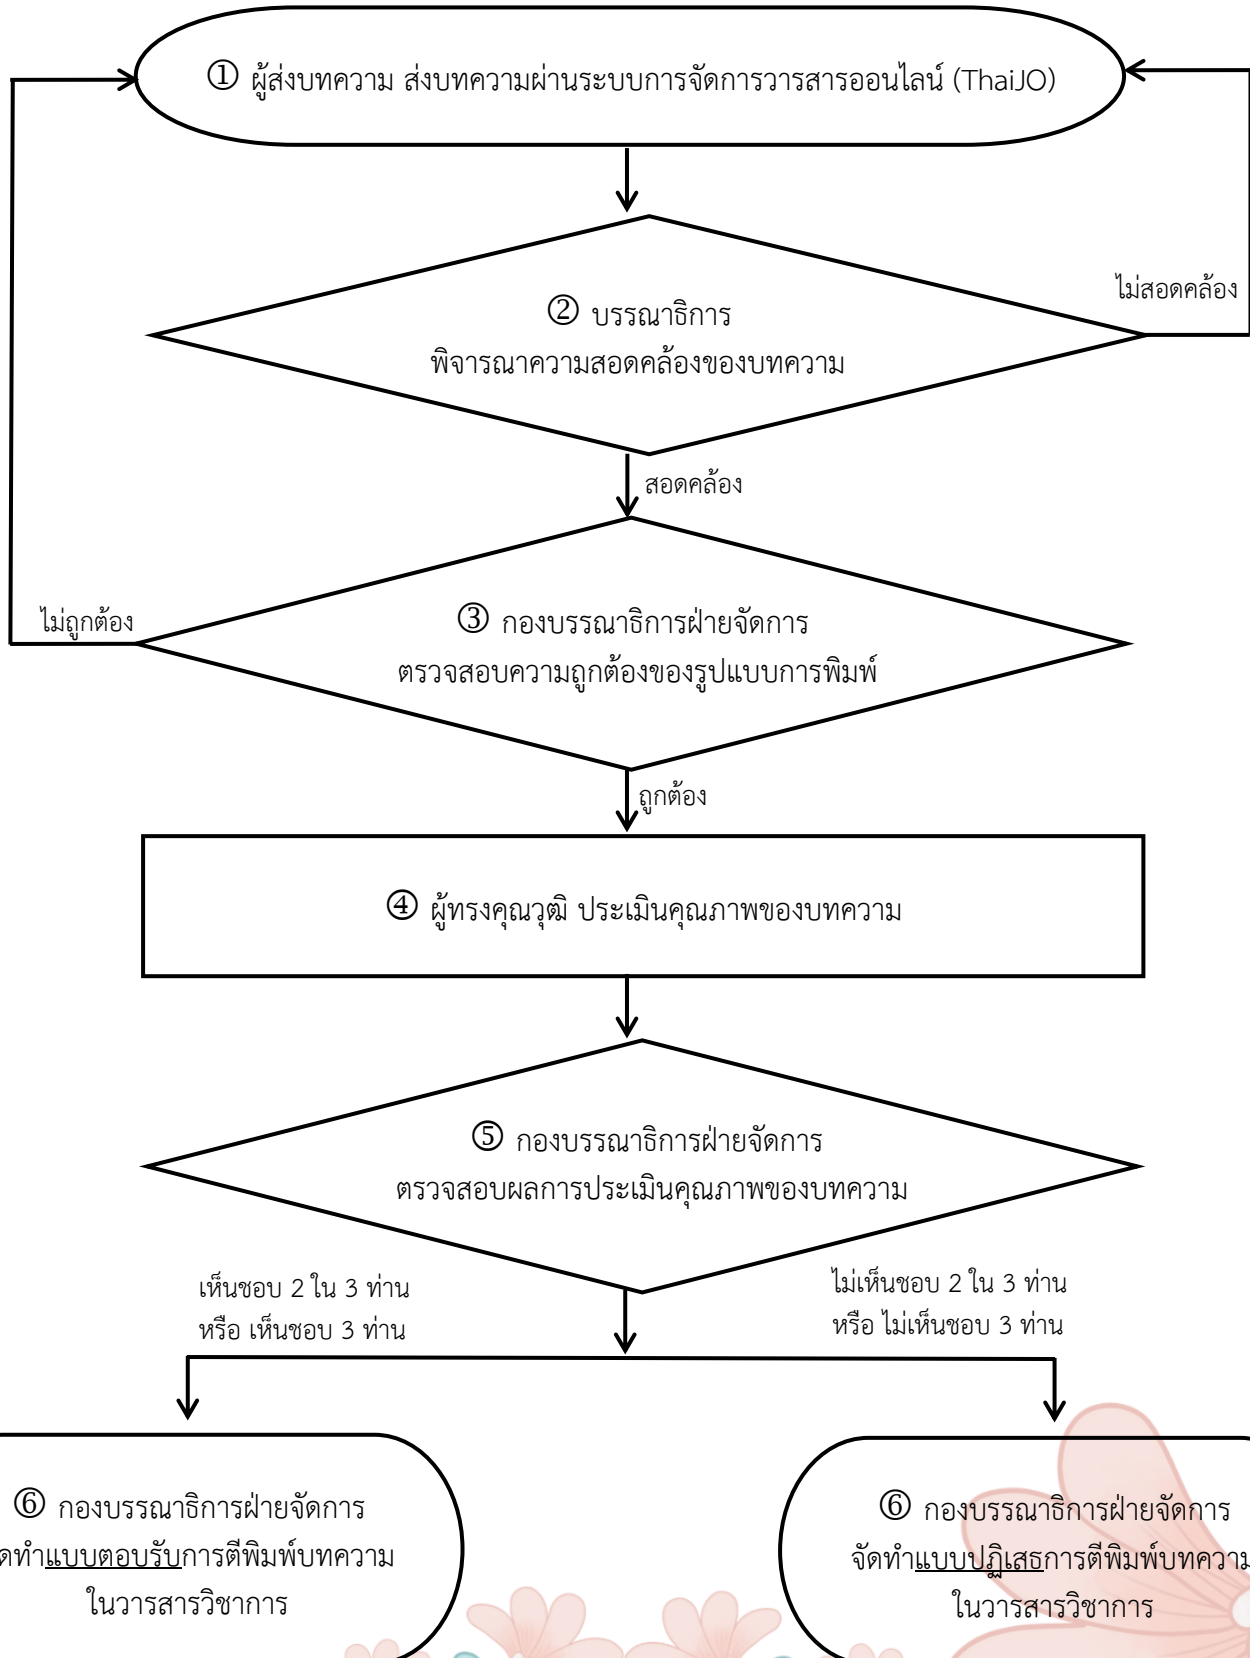 ① ผู้ส่งบทความ ส่งบทความผ่านระบบการจัดการวารสารออนไลน์ (ThaiJO)
② บรรณาธิการ
พิจารณาความสอดคล้องของบทความ
ไม่สอดคล้อง
สอดคล้อง
③ กองบรรณาธิการฝ่ายจัดการ
ตรวจสอบความถูกต้องของรูปแบบการพิมพ์
ไม่ถูกต้อง
ถูกต้อง
④ ผู้ทรงคุณวุฒิ ประเมินคุณภาพของบทความ
⑤ กองบรรณาธิการฝ่ายจัดการ
ตรวจสอบผลการประเมินคุณภาพของบทความ
เห็นชอบ 2 ใน 3 ท่าน
หรือ เห็นชอบ 3 ท่าน
ไม่เห็นชอบ 2 ใน 3 ท่าน
หรือ ไม่เห็นชอบ 3 ท่าน
⑥ กองบรรณาธิการฝ่ายจัดการ
ดทำแบบตอบรับการตีพิมพ์บทความ
ในวารสารวิชาการ
⑥ กองบรรณาธิการฝ่ายจัดการ
จัดทำแบบปฏิเสธการตีพิมพ์บทความ
ในวารสารวิชาการ